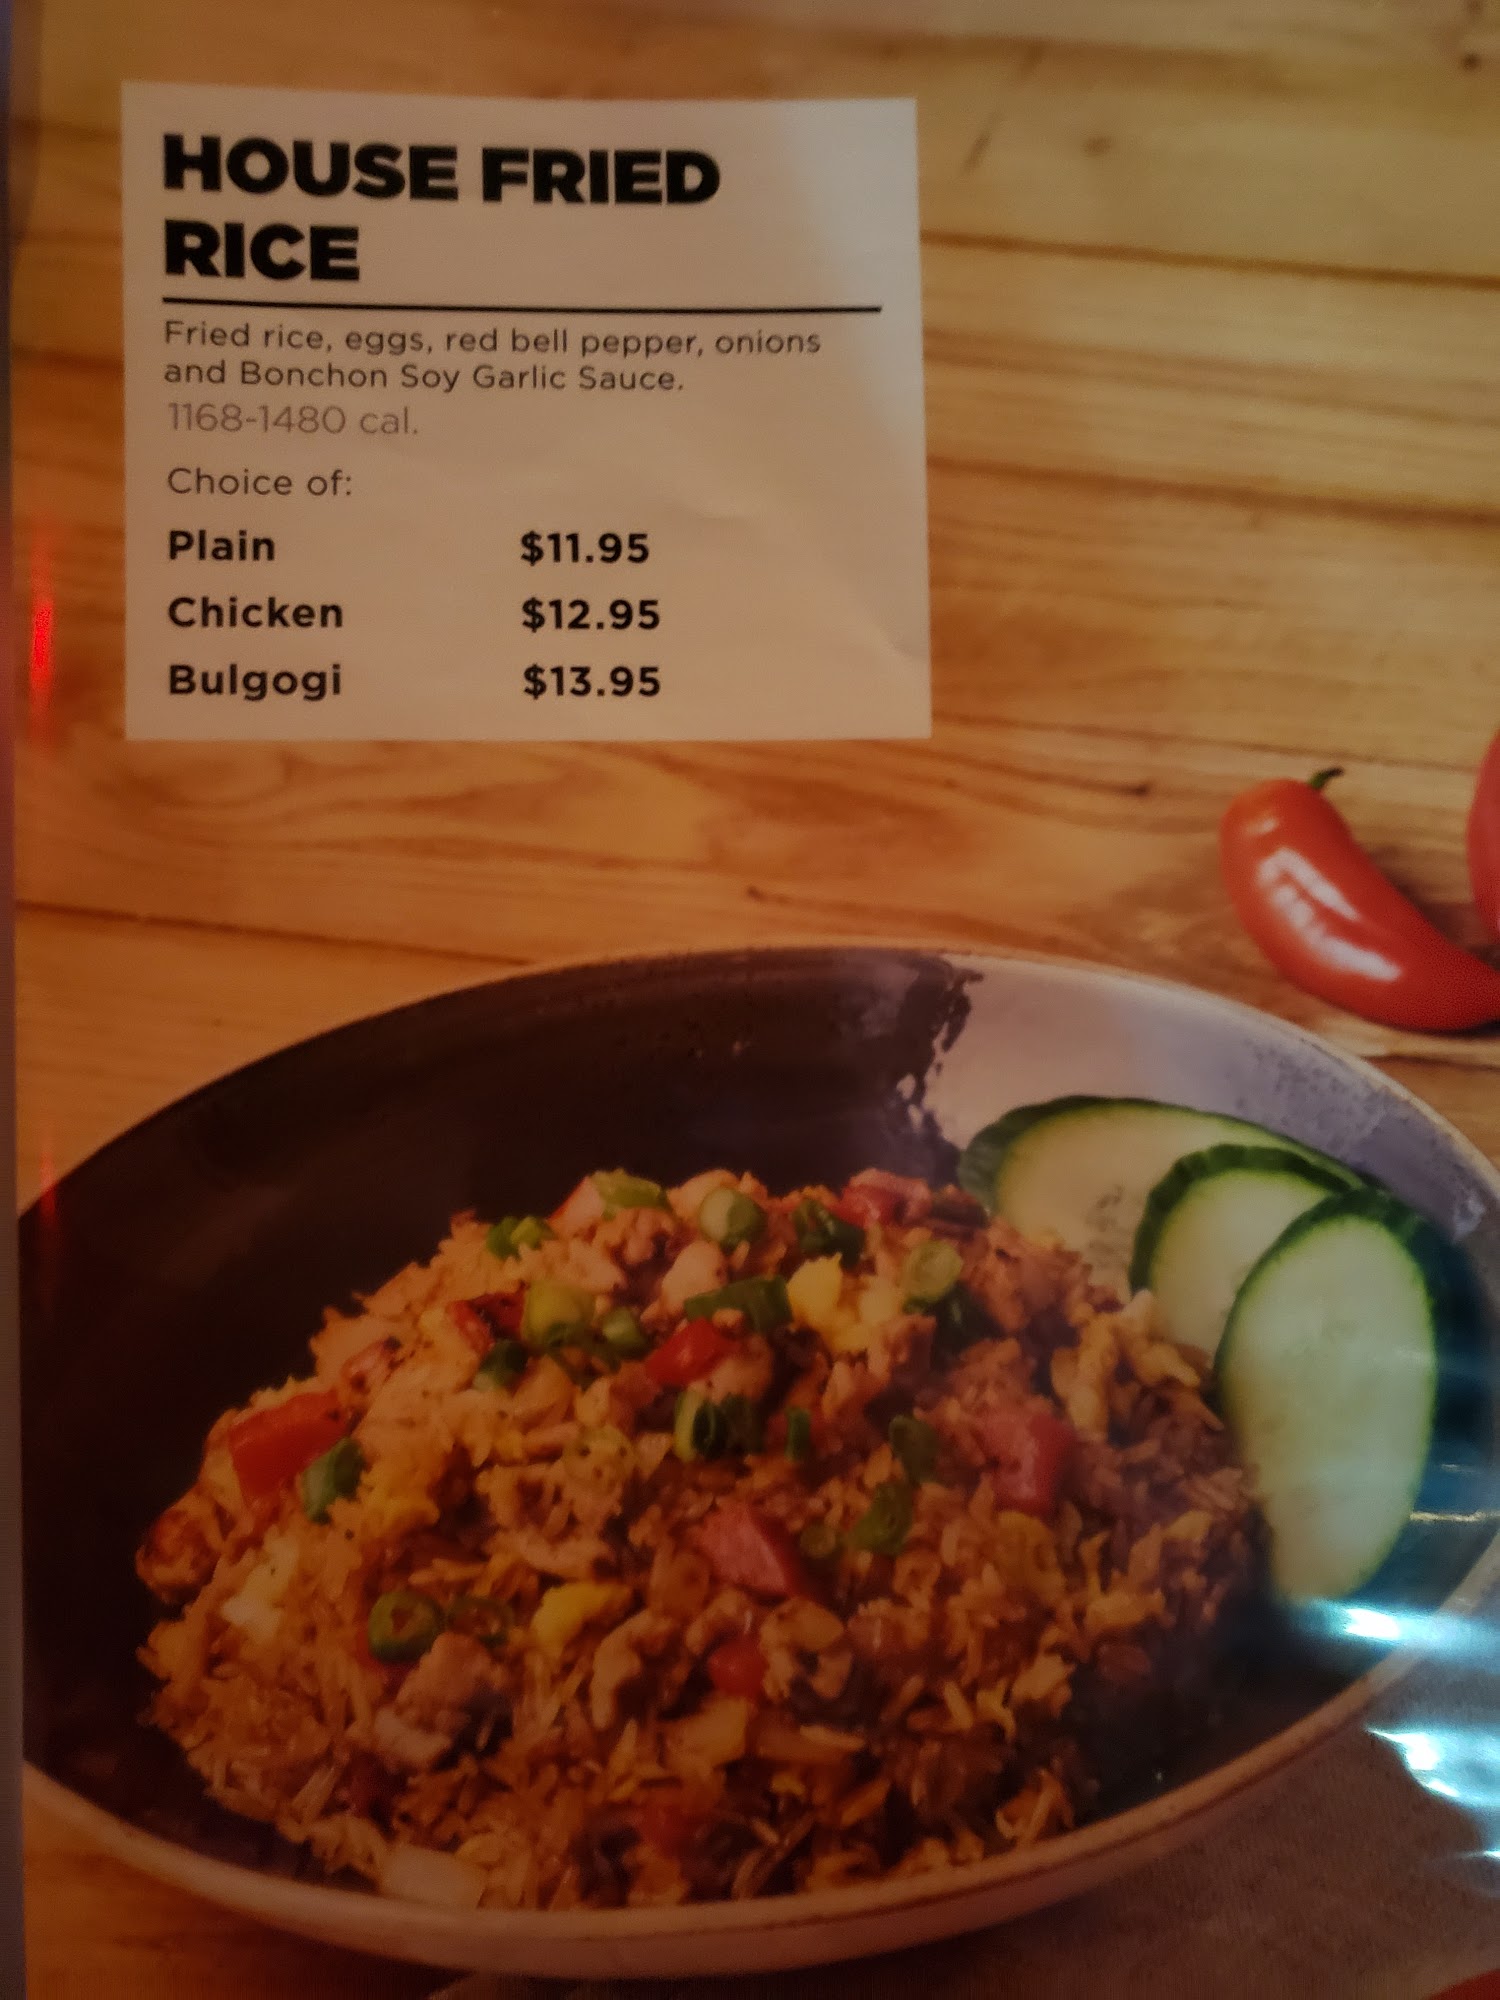 HOUSE FRIED
RICE
Fried rice, eggs, red bell pepper, onions
and Bonchon Soy Garlic Sauce.
1168-1480 cal.
Choice of:
Plain $11.95
Chicken $12.95
Bulgogi $13.95